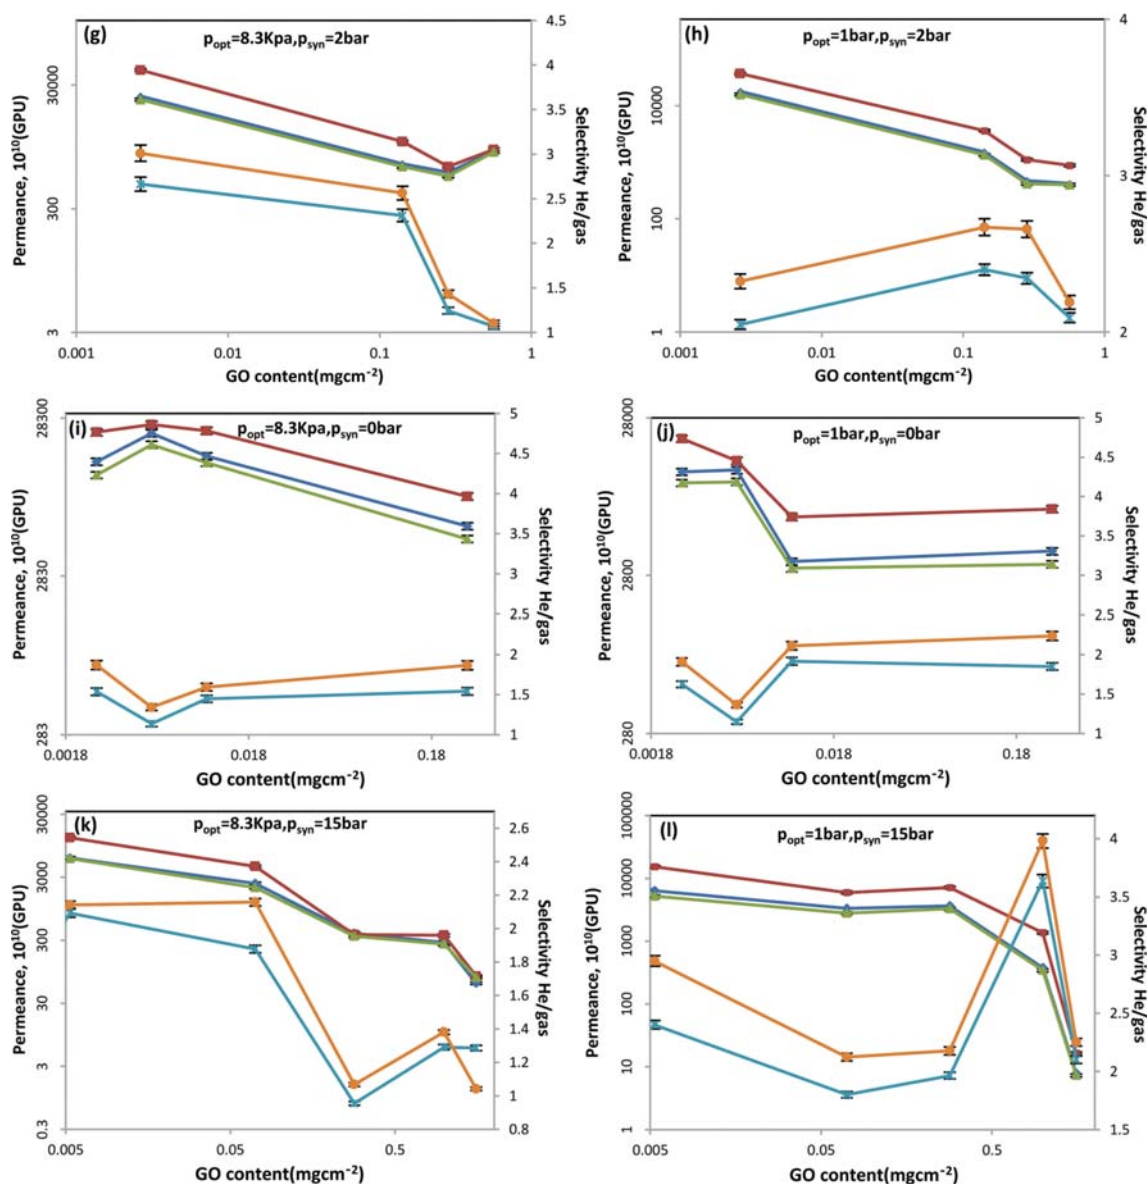 (g)
p_opt=8.3Kpa,p_syn=2bar
Permeance, 10^10(GPU)
30000
300
3
4.5
4
3.5
3
2.5
2
1.5
1
Selectivity He/gas
0.001
0.01
0.1
1
GO content(mgcm^-2)
(h)
p_opt=1bar,p_syn=2bar
Permeance, 10^10(GPU)
10000
100
1
4
3
2
Selectivity He/gas
0.001
0.01
0.1
1
GO content(mgcm^-2)
(i)
p_opt=8.3Kpa,p_syn=0bar
Permeance, 10^10(GPU)
28300
2830
283
5
4.5
4
3.5
3
2.5
2
1.5
1
Selectivity He/gas
0.0018
0.018
0.18
GO content(mgcm^-2)
(j)
p_opt=1bar,p_syn=0bar
Permeance, 10^10(GPU)
28000
2800
280
5
4.5
4
3.5
3
2.5
2
1.5
1
Selectivity He/gas
0.0018
0.018
0.18
GO content(mgcm^-2)
(k)
p_opt=8.3Kpa,p_syn=15bar
Permeance, 10^10(GPU)
30000
3000
300
30
3
0.3
2.6
2.4
2.2
2
1.8
1.6
1.4
1.2
1
0.8
Selectivity He/gas
0.005
0.05
0.5
GO content(mgcm^-2)
(l)
p_opt=1bar,p_syn=15bar
Permeance, 10^10(GPU)
100000
10000
1000
100
10
1
4
3.5
3
2.5
2
1.5
Selectivity He/gas
0.005
0.05
0.5
GO content(mgcm^-2)